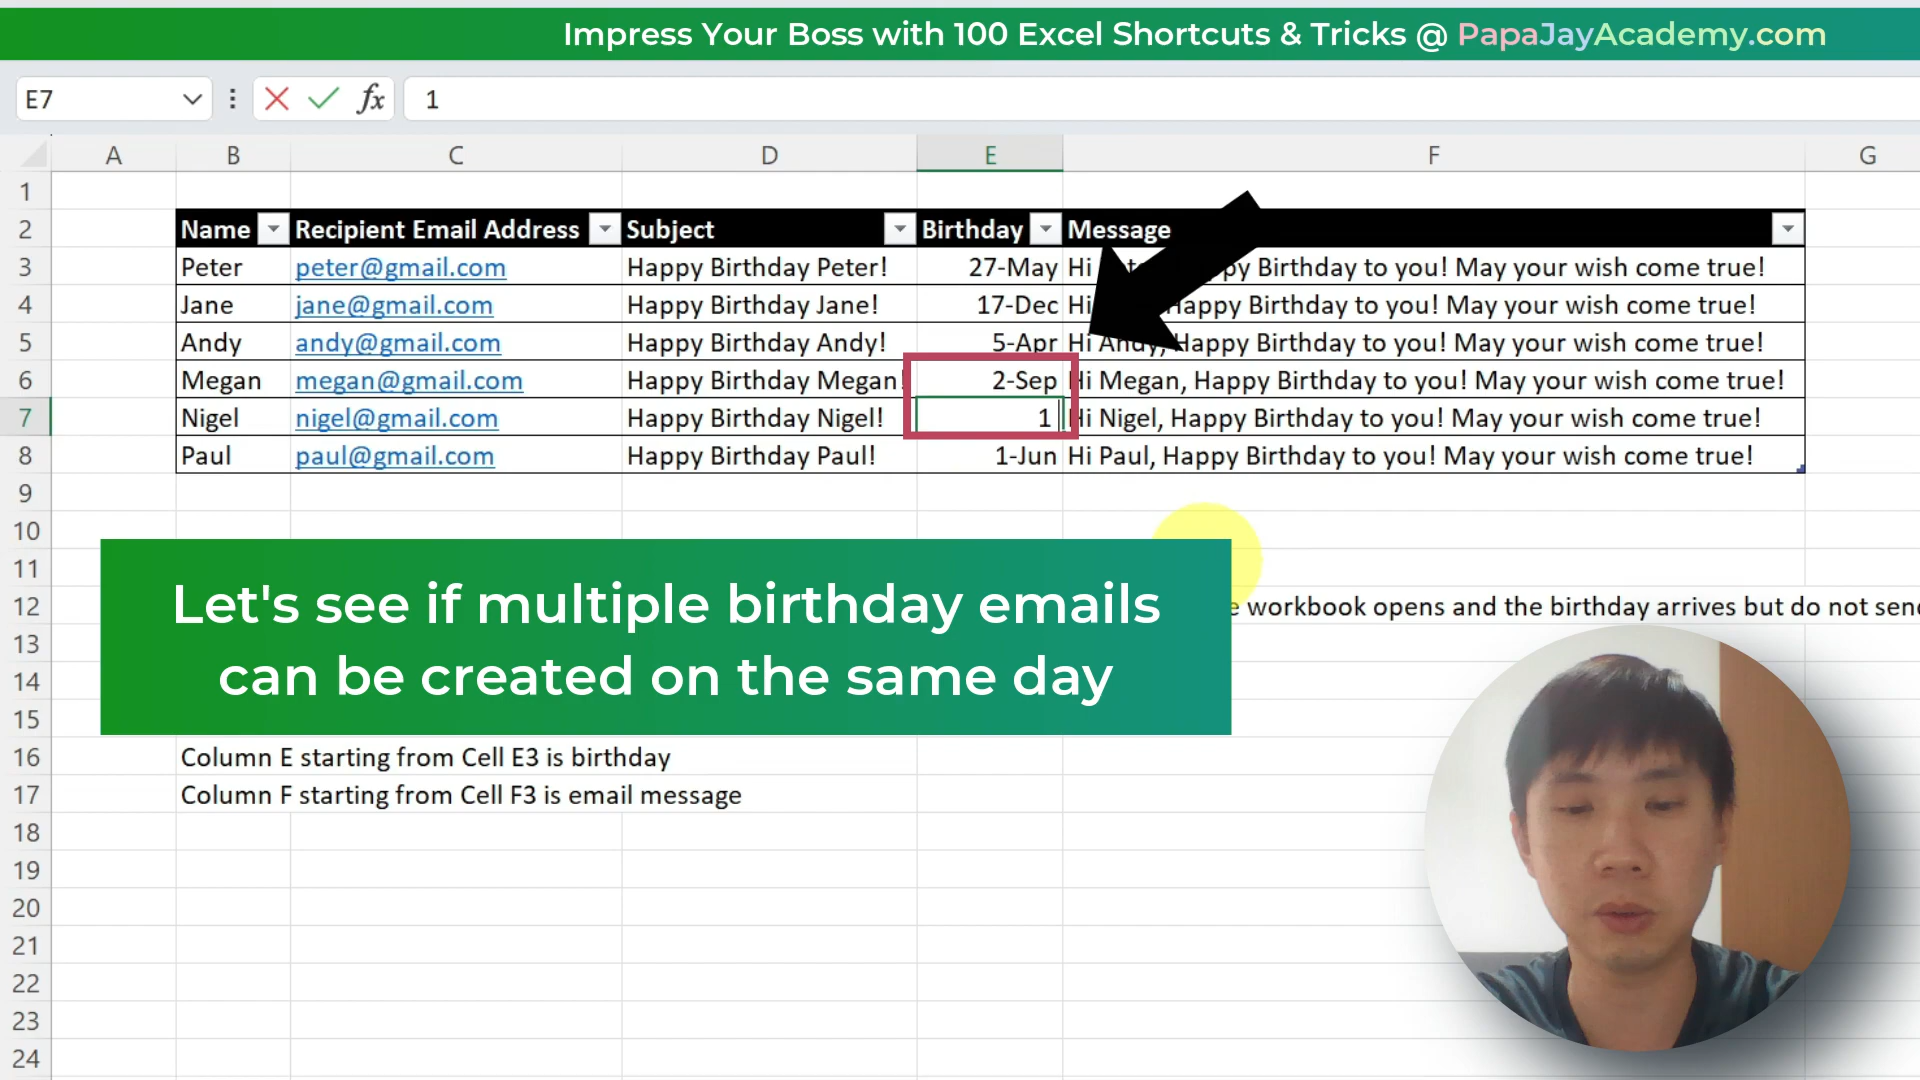 Impress Your Boss with 100 Excel Shortcuts & Tricks @ PapaJayAcademy.com
E7 fx 1
A B C D E F G
1
2 Name Recipient Email Address Subject Birthday Message
3 Peter peter@gmail.com Happy Birthday Peter! 27-May Hi Birthday to you! May your wish come true!
4 Jane jane@gmail.com Happy Birthday Jane! 17-Dec Hi Happy Birthday to you! May your wish come true!
5 Andy andy@gmail.com Happy Birthday Andy! 5-Apr Hi Andy, Happy Birthday to you! May your wish come true!
6 Megan megan@gmail.com Happy Birthday Megan! 2-Sep Hi Megan, Happy Birthday to you! May your wish come true!
7 Nigel nigel@gmail.com Happy Birthday Nigel! 1 Hi Nigel, Happy Birthday to you! May your wish come true!
8 Paul paul@gmail.com Happy Birthday Paul! 1-Jun Hi Paul, Happy Birthday to you! May your wish come true!
9
10
11
Let's see if multiple birthday emails
can be created on the same day
12 workbook opens and the birthday arrives but do not send
13
14
15
16 Column E starting from Cell E3 is birthday
17 Column F starting from Cell F3 is email message
18
19
20
21
22
23
24